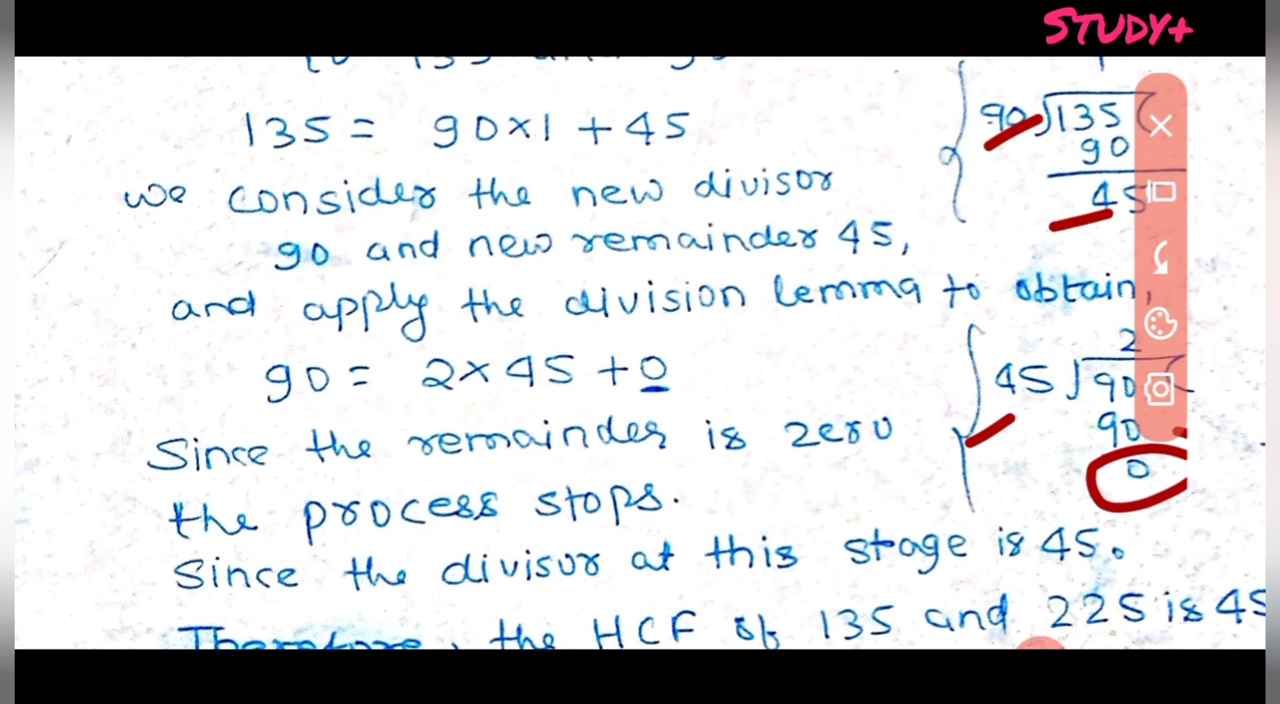 STUDY+
135 = 90×1 + 45
90 135
90
45
we consider the new divisor
90 and new remainder 45,
and apply the division lemma to obtain,
90 = 2×45 + 0
2
45 90
90
0
Since the remainder is zero
the process stops.
Since the divisor at this stage is 45.
Therefore, the HCF of 135 and 225 is 45